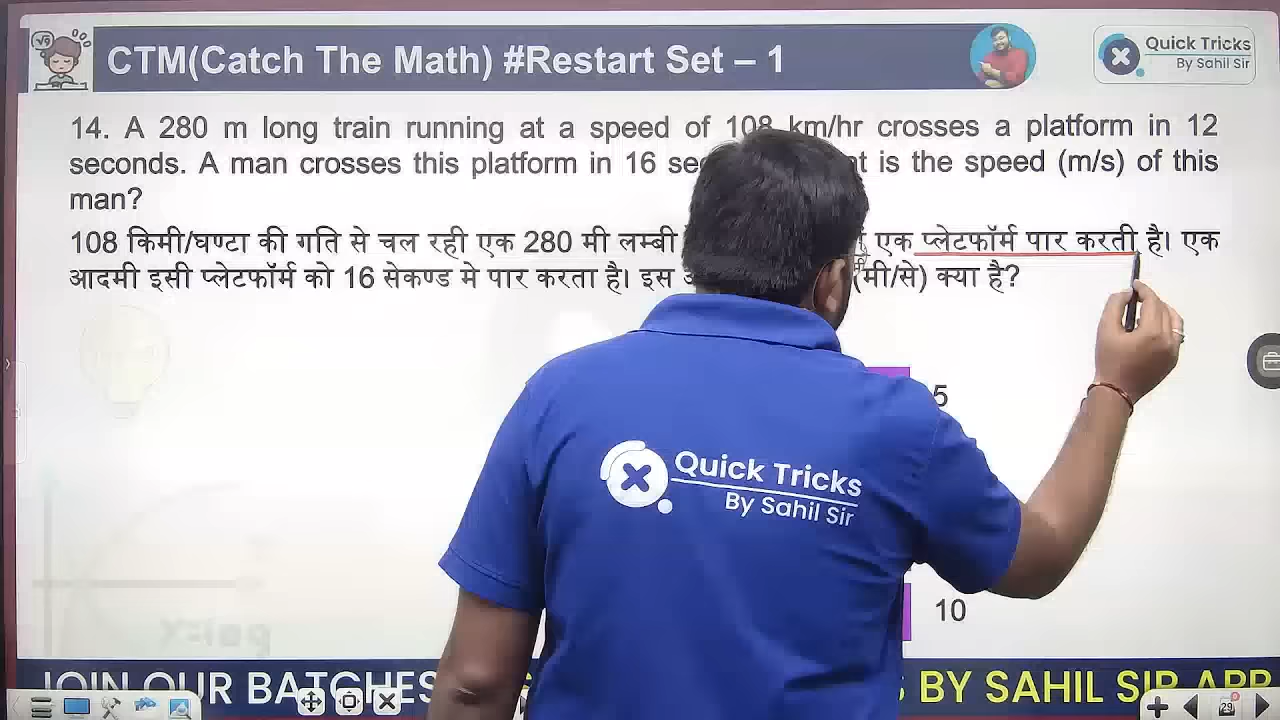 CTM(Catch The Math) #Restart Set – 1
Quick Tricks
By Sahil Sir
14. A 280 m long train running at a speed of 108 km/hr crosses a platform in 12
seconds. A man crosses this platform in 16 is the speed (m/s) of this
man?
108 किमी/घण्टा की गति से चल रही एक 280 मी लम्बी एक प्लेटफॉर्म पार करती है। एक
आदमी इसी प्लेटफॉर्म को 16 सेकण्ड मे पार करता है। इस (मी/से) क्या है?
5
Quick Tricks
By Sahil Sir
10
JOIN OUR BATCHES BY SAHIL SIR APP
29